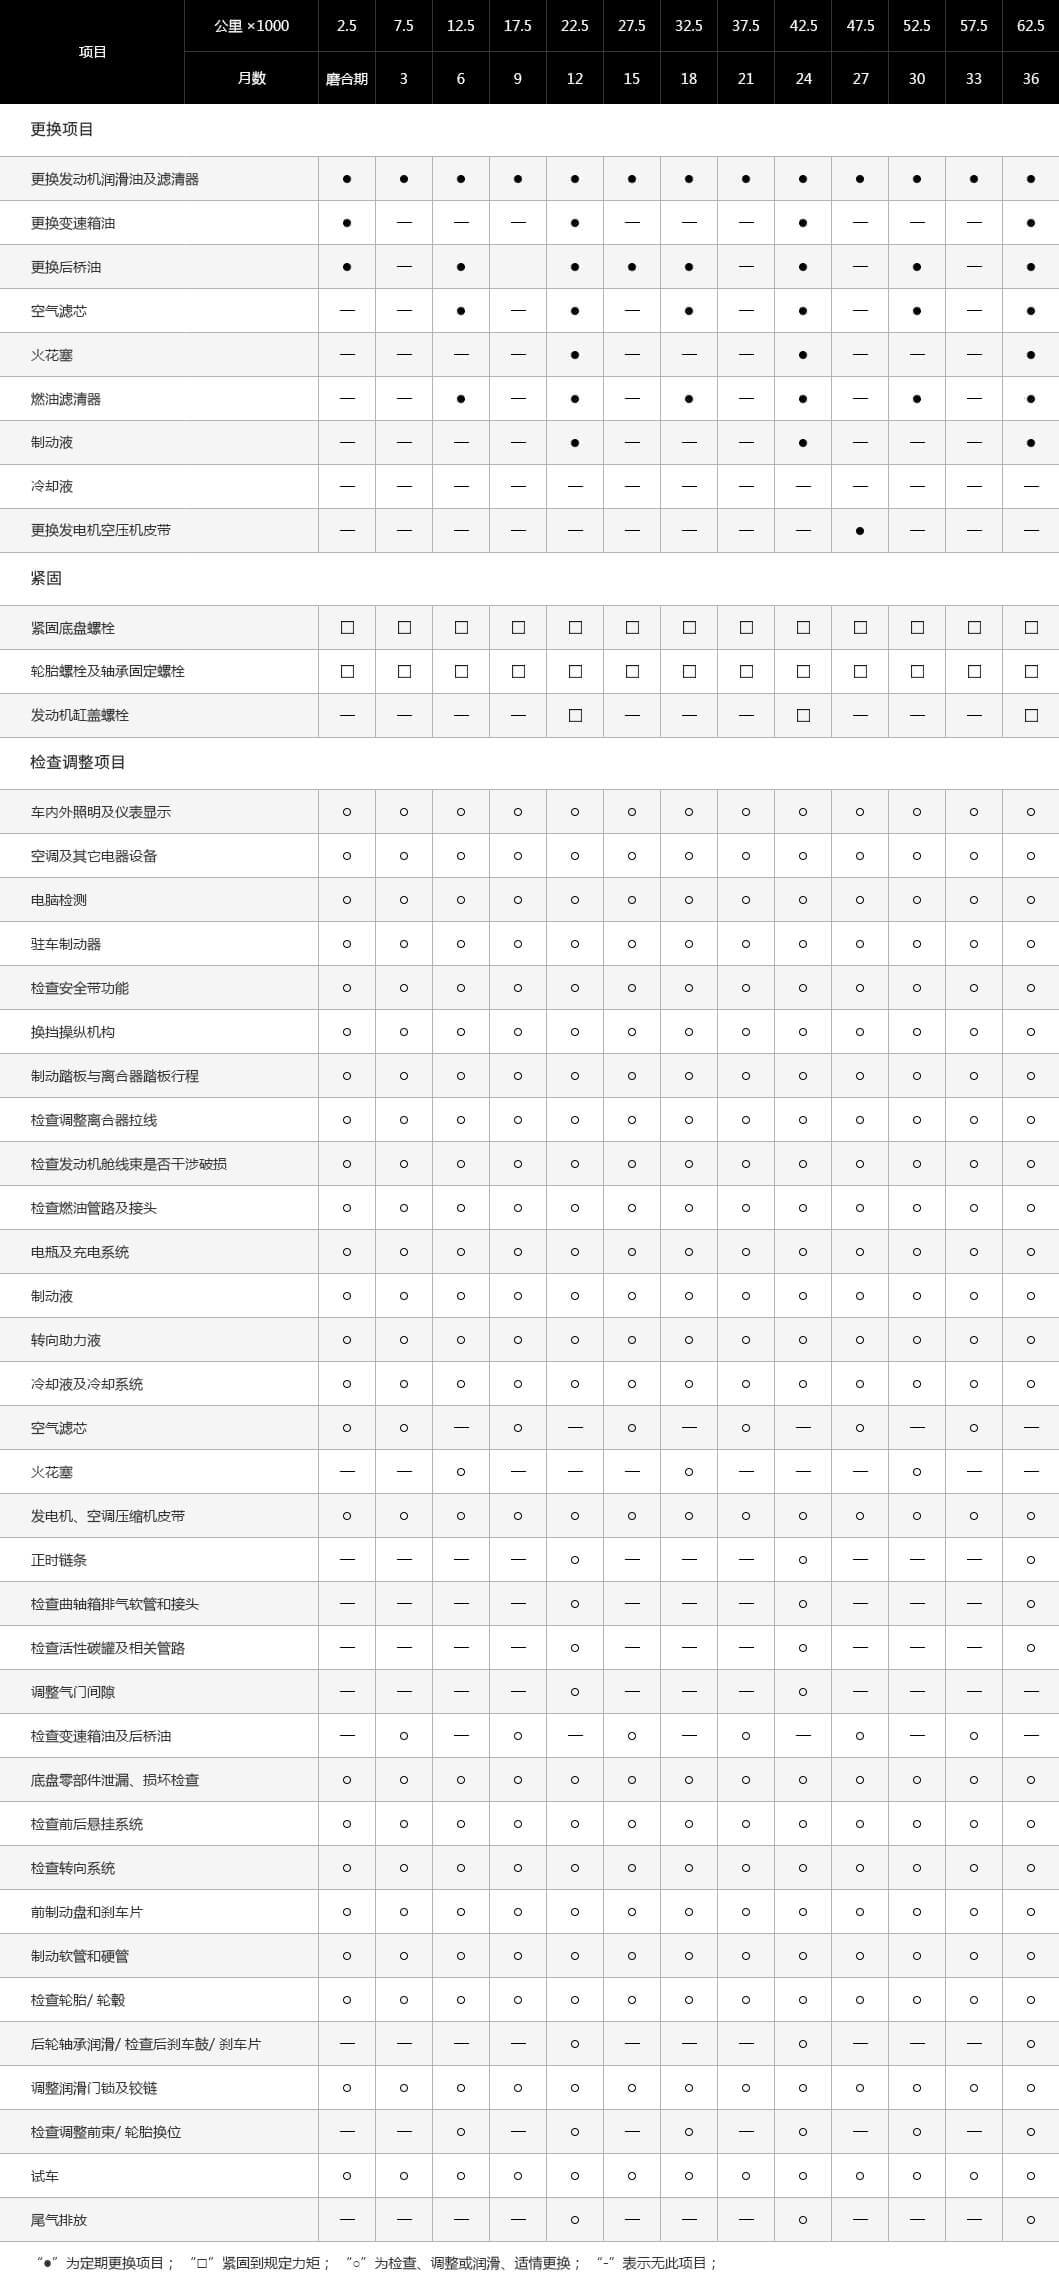 项目 公里 ×1000 2.5 7.5 12.5 17.5 22.5 27.5 32.5 37.5 42.5 47.5 52.5 57.5 62.5
月数 磨合期 3 6 9 12 15 18 21 24 27 30 33 36
更换项目
更换发动机润滑油及滤清器 ● ● ● ● ● ● ● ● ● ● ● ● ●
更换变速箱油 ● — — — ● — — — ● — — — ●
更换后桥油 ● — ● ● ● ● — ● — ● — ●
空气滤芯 — — ● — ● — ● — ● — ● — ●
火花塞 — — — — ● — — — ● — — — ●
燃油滤清器 — — ● — ● — ● — ● — ● — ●
制动液 — — — — ● — — — ● — — — ●
冷却液 — — — — — — — — — — — — —
更换发电机空压机皮带 — — — — — — — — — ● — — —
紧固
紧固底盘螺栓 □ □ □ □ □ □ □ □ □ □ □ □ □
轮胎螺栓及轴承固定螺栓 □ □ □ □ □ □ □ □ □ □ □ □ □
发动机缸盖螺栓 — — — — □ — — — □ — — — □
检查调整项目
车内外照明及仪表显示 ○ ○ ○ ○ ○ ○ ○ ○ ○ ○ ○ ○ ○
空调及其它电器设备 ○ ○ ○ ○ ○ ○ ○ ○ ○ ○ ○ ○ ○
电脑检测 ○ ○ ○ ○ ○ ○ ○ ○ ○ ○ ○ ○ ○
驻车制动器 ○ ○ ○ ○ ○ ○ ○ ○ ○ ○ ○ ○ ○
检查安全带功能 ○ ○ ○ ○ ○ ○ ○ ○ ○ ○ ○ ○ ○
换挡操纵机构 ○ ○ ○ ○ ○ ○ ○ ○ ○ ○ ○ ○ ○
制动踏板与离合器踏板行程 ○ ○ ○ ○ ○ ○ ○ ○ ○ ○ ○ ○ ○
检查调整离合器拉线 ○ ○ ○ ○ ○ ○ ○ ○ ○ ○ ○ ○ ○
检查发动机舱线束是否干涉破损 ○ ○ ○ ○ ○ ○ ○ ○ ○ ○ ○ ○ ○
检查燃油管路及接头 ○ ○ ○ ○ ○ ○ ○ ○ ○ ○ ○ ○ ○
电瓶及充电系统 ○ ○ ○ ○ ○ ○ ○ ○ ○ ○ ○ ○ ○
制动液 ○ ○ ○ ○ ○ ○ ○ ○ ○ ○ ○ ○ ○
转向助力液 ○ ○ ○ ○ ○ ○ ○ ○ ○ ○ ○ ○ ○
冷却液及冷却系统 ○ ○ ○ ○ ○ ○ ○ ○ ○ ○ ○ ○ ○
空气滤芯 ○ ○ — ○ — ○ — ○ — ○ — ○ —
火花塞 — — ○ — — — ○ — — — ○ — —
发电机、空调压缩机皮带 ○ ○ ○ ○ ○ ○ ○ ○ ○ ○ ○ ○ ○
正时链条 — — — — ○ — — — ○ — — — ○
检查曲轴箱排气软管和接头 — — — — ○ — — — ○ — — — ○
检查活性碳罐及相关管路 — — — — ○ — — — ○ — — — ○
调整气门间隙 — — — — ○ — — — ○ — — — —
检查变速箱油及后桥油 — ○ — ○ — ○ — ○ — ○ — ○ —
底盘零部件泄漏、损坏检查 ○ ○ ○ ○ ○ ○ ○ ○ ○ ○ ○ ○ ○
检查前后悬挂系统 ○ ○ ○ ○ ○ ○ ○ ○ ○ ○ ○ ○ ○
检查转向系统 ○ ○ ○ ○ ○ ○ ○ ○ ○ ○ ○ ○ ○
前制动盘和刹车片 ○ ○ ○ ○ ○ ○ ○ ○ ○ ○ ○ ○ ○
制动软管和硬管 ○ ○ ○ ○ ○ ○ ○ ○ ○ ○ ○ ○ ○
检查轮胎/ 轮毂 ○ ○ ○ ○ ○ ○ ○ ○ ○ ○ ○ ○ ○
后轮轴承润滑/ 检查后刹车鼓/ 刹车片 — — — — ○ — — — ○ — — — ○
调整润滑门锁及铰链 ○ ○ ○ ○ ○ ○ ○ ○ ○ ○ ○ ○ ○
检查调整前束/ 轮胎换位 — — ○ — ○ — ○ — ○ — ○ — ○
试车 ○ ○ ○ ○ ○ ○ ○ ○ ○ ○ ○ ○ ○
尾气排放 — — — — ○ — — — ○ — — — ○
“●”为定期更换项目； “□”紧固到规定力矩； “○”为检查、调整或润滑、适情更换； “-”表示无此项目；